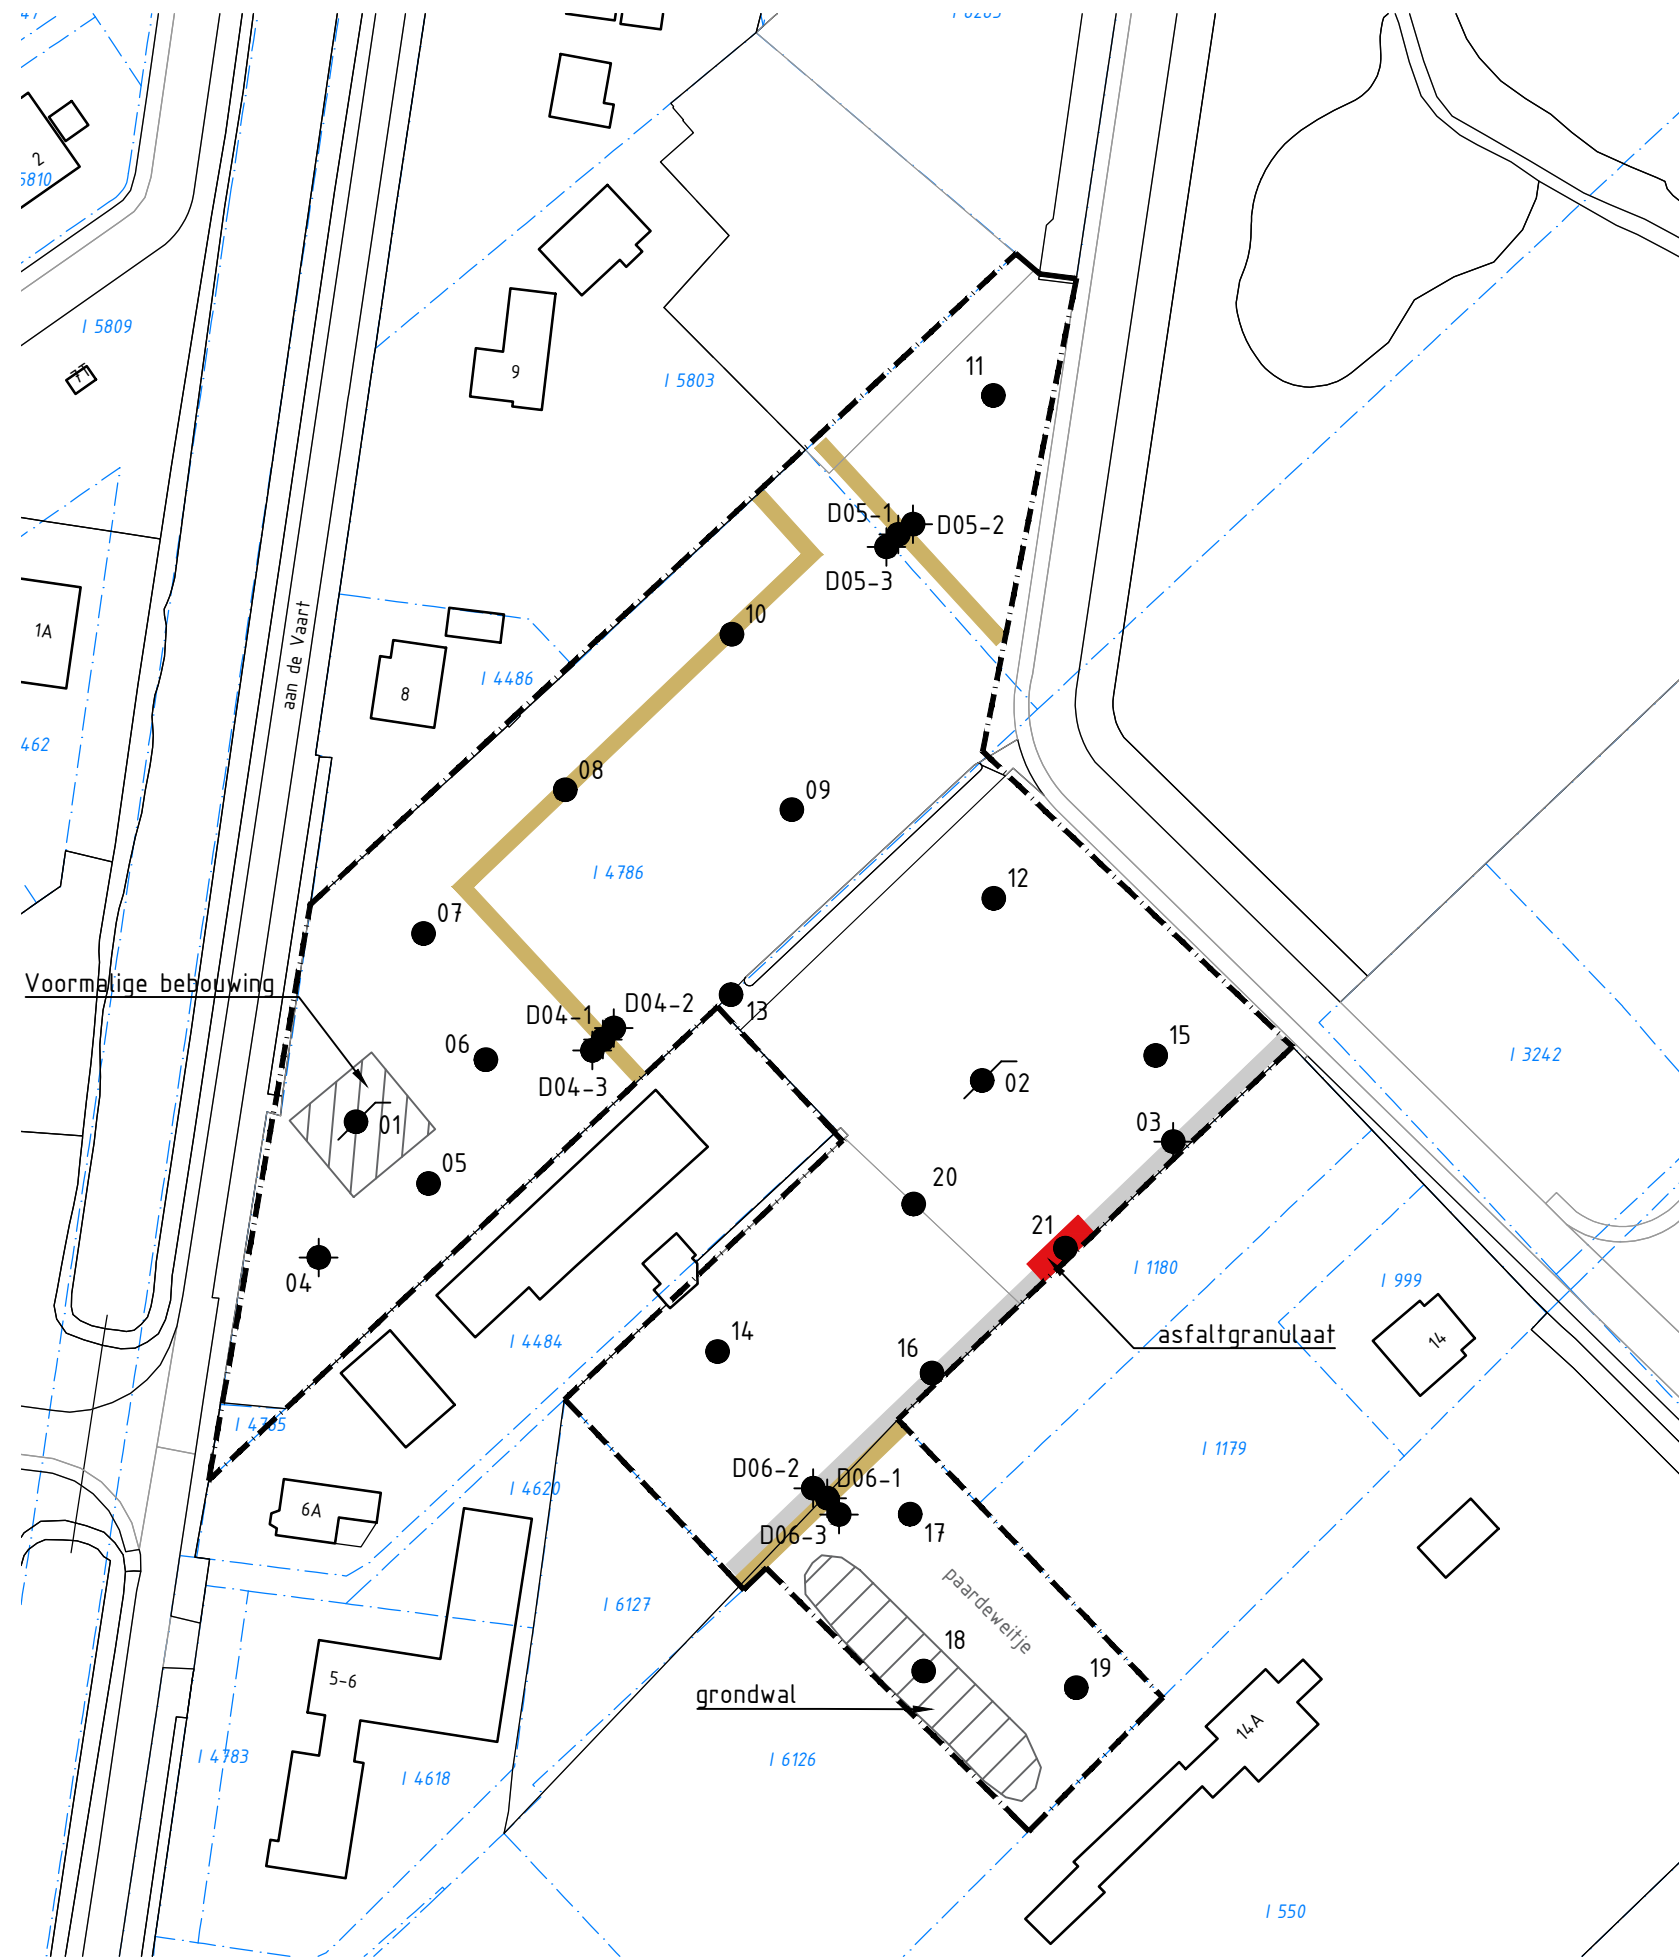 2
5810
I 5809
11
9
I 5803
D05-1
D05-2
D05-3
10
1A
aan de Vaart
I 4486
8
462
08
09
I 4786
12
07
Voormalige bebouwing
13
D04-1
D04-2
D04-3
06
15
02
I 3242
01
03
05
20
21
04
I 1180
I 999
asfaltgranulaat
14
I 4484
14
16
I 4785
I 1179
D06-2
D06-1
D06-3
I 4620
6A
17
paardeweitje
I 6127
18
19
5-6
grondwal
14A
I 4783
I 4618
I 6126
I 550